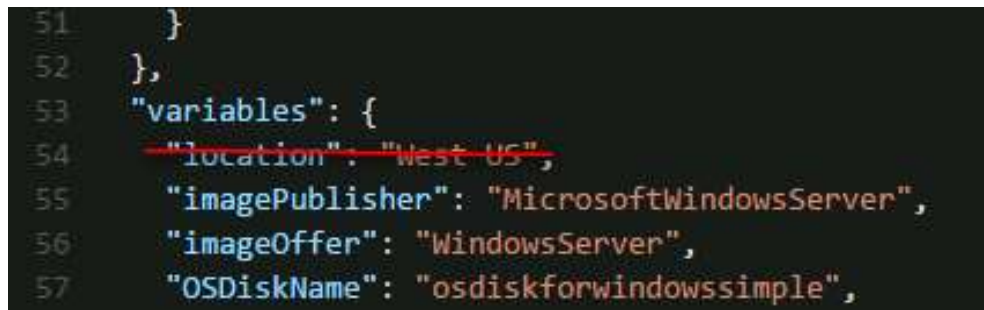 51 }
52 },
53 "variables": {
54 "location": "West US",
55 "imagePublisher": "MicrosoftWindowsServer",
56 "imageOffer": "WindowsServer",
57 "OSDiskName": "osdiskforwindowssimple",